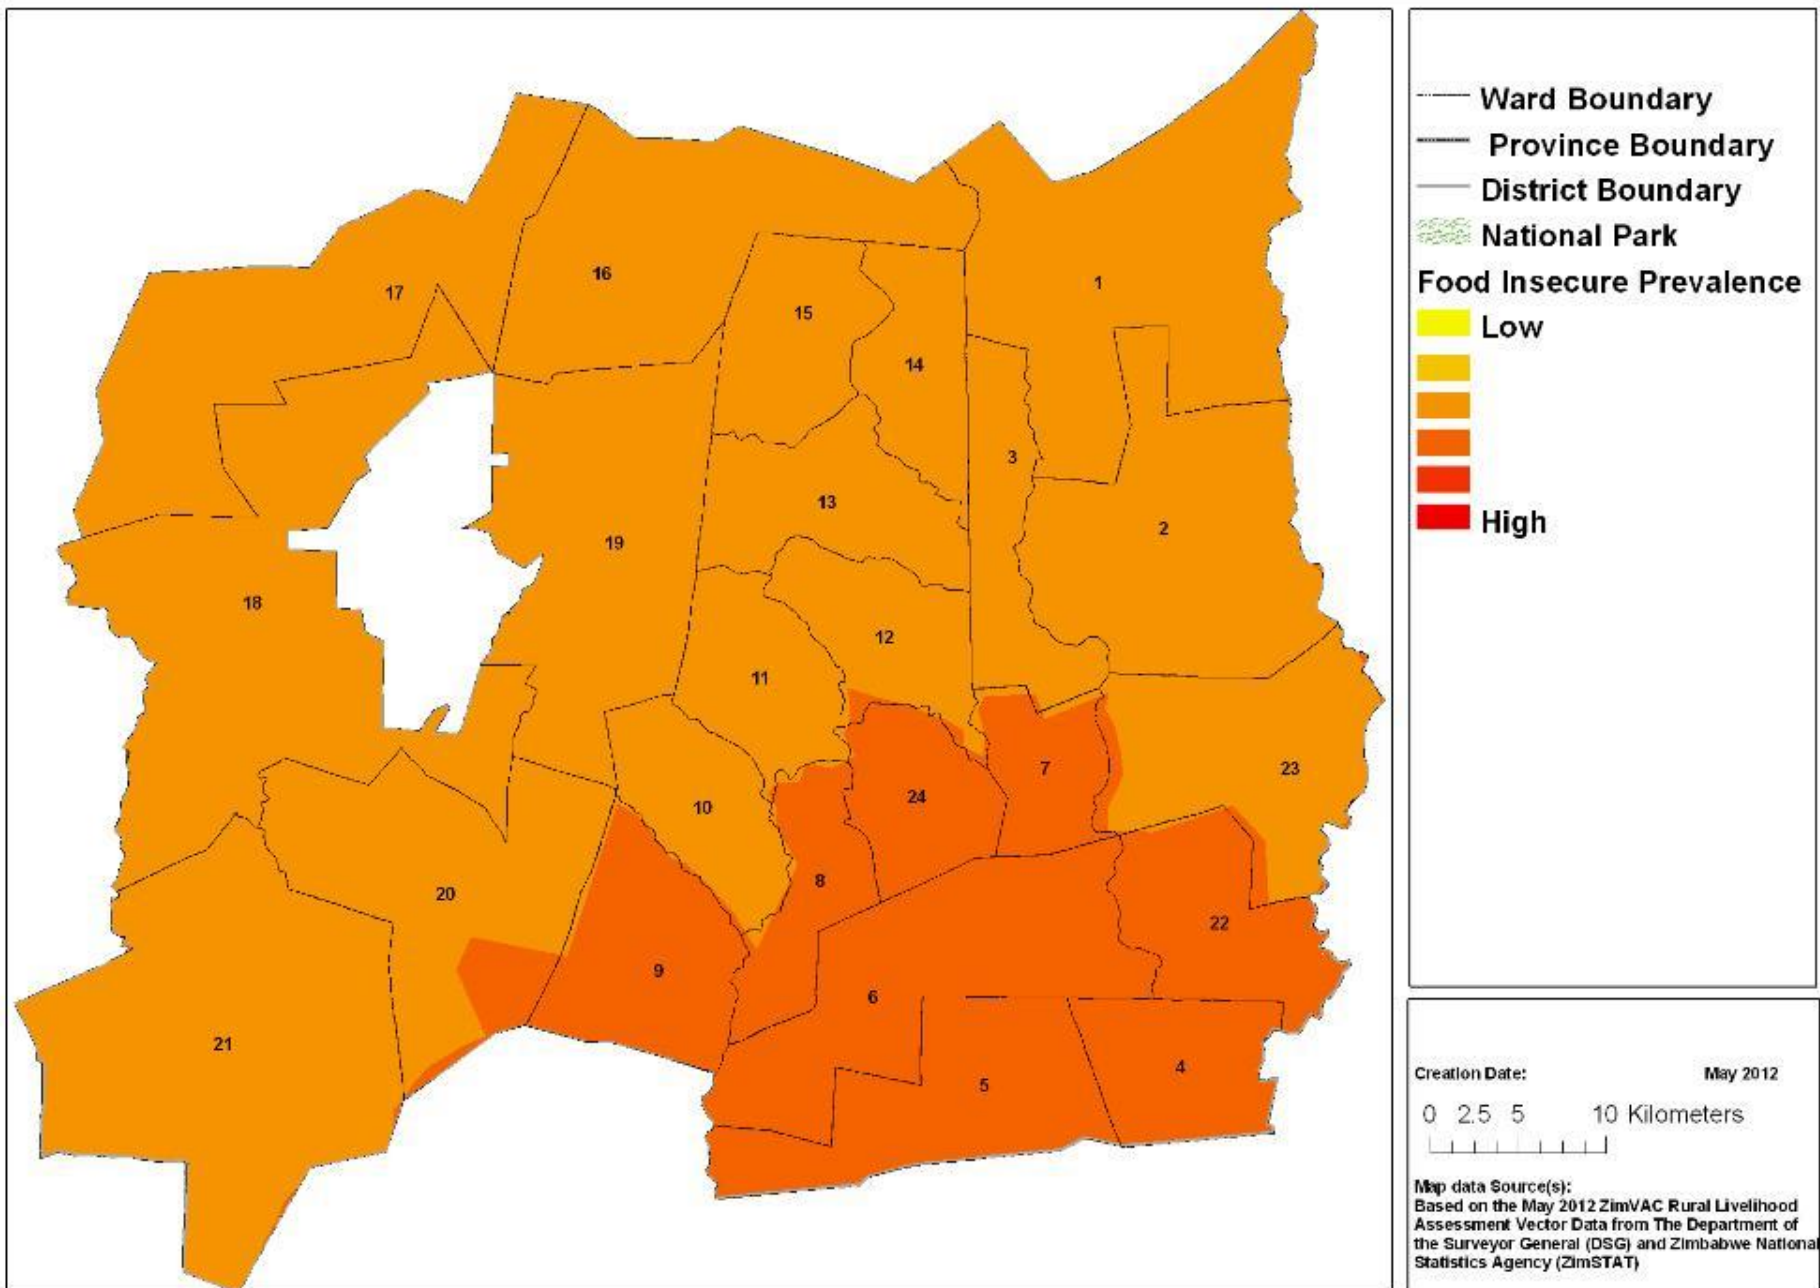 17
16
1
15
14
3
13
2
19
18
12
11
23
7
10
24
8
20
22
9
6
21
5
4
Ward Boundary
Province Boundary
District Boundary
National Park
Food Insecure Prevalence
Low
High
Creation Date: May 2012
0 2.5 5 10 Kilometers
Map data Source(s):
Based on the May 2012 ZimVAC Rural Livelihood
Assessment Vector Data from The Department of
the Surveyor General (DSG) and Zimbabwe National
Statistics Agency (ZimSTAT)